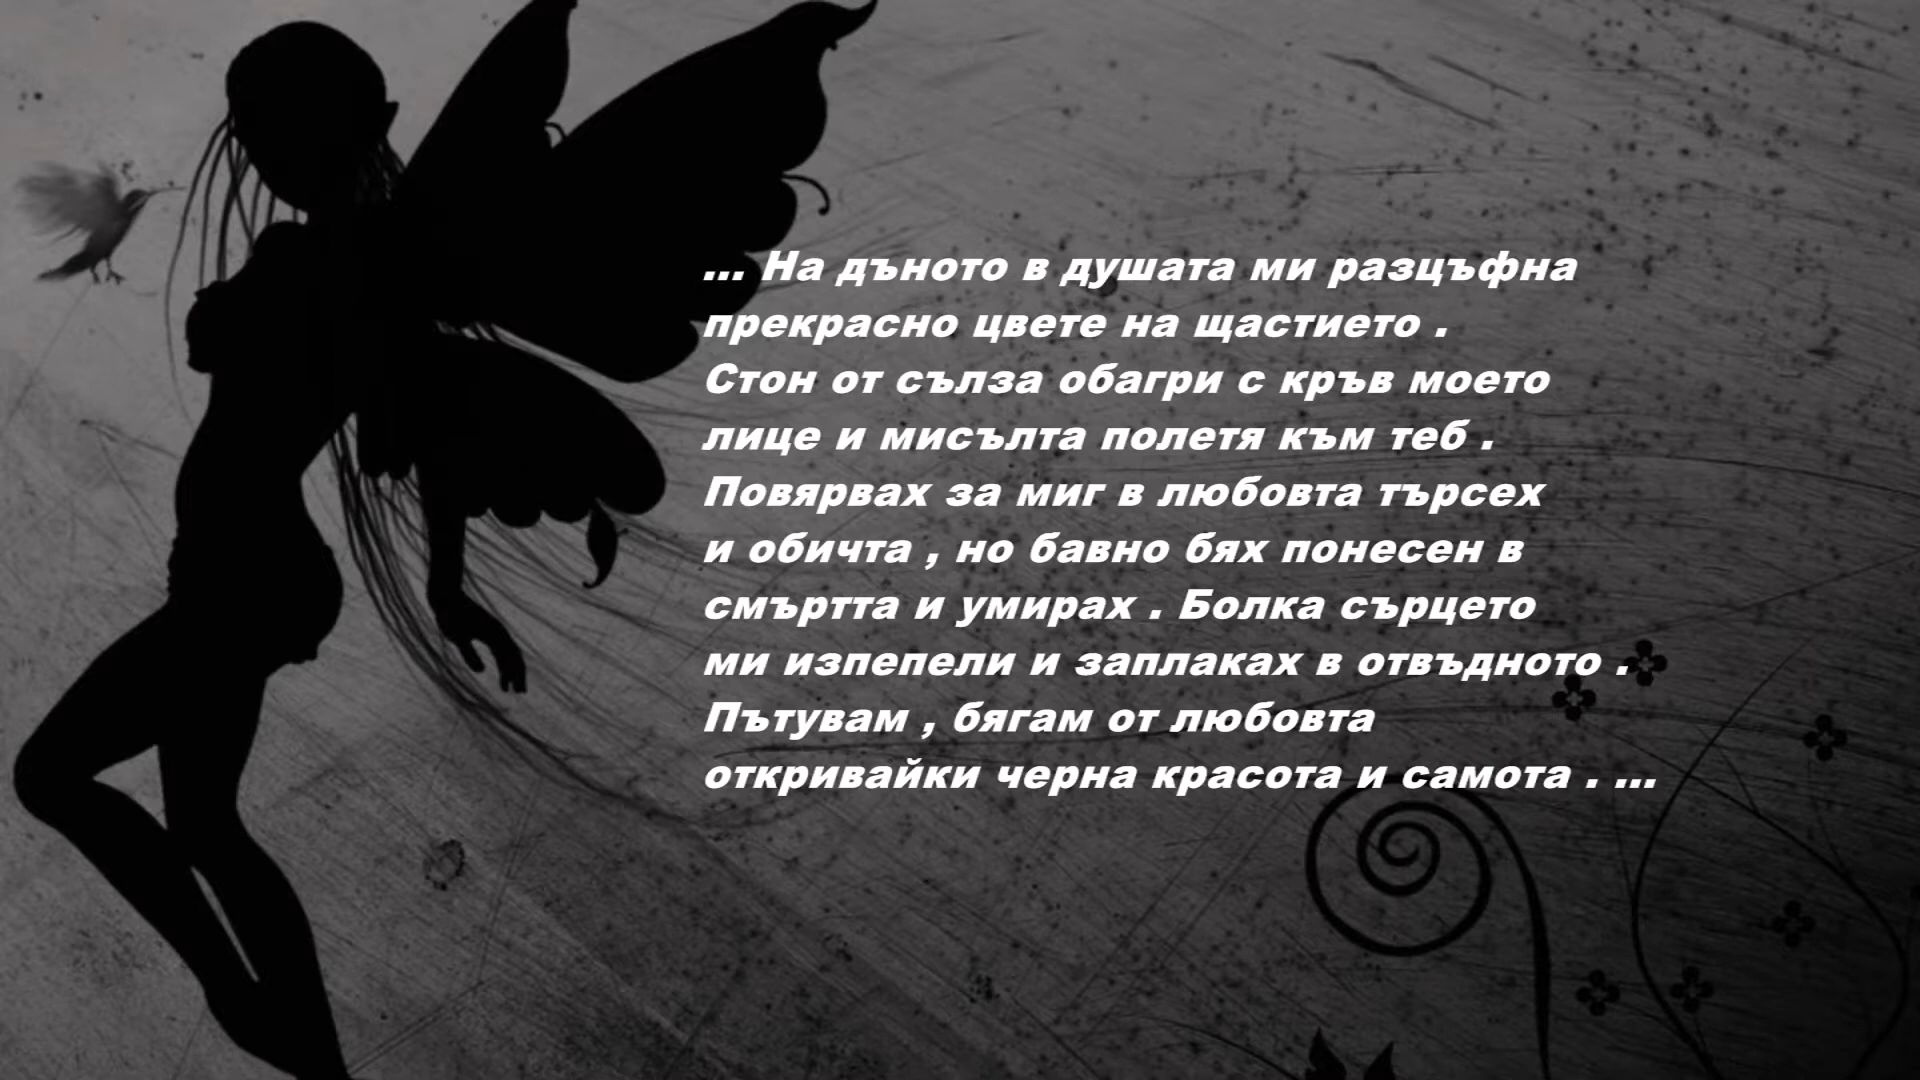 ... На дъното в душата ми разцъфна
прекрасно цвете на щастието .
Стон от сълза обагри с кръв моето
лице и мисълта полетя към теб .
Повярвах за миг в любовта търсех
и обичта , но бавно бях понесен в
смъртта и умирах . Болка сърцето
ми изпепели и заплаках в отвъдното .
Пътувам , бягам от любовта
откривайки черна красота и самота . ...